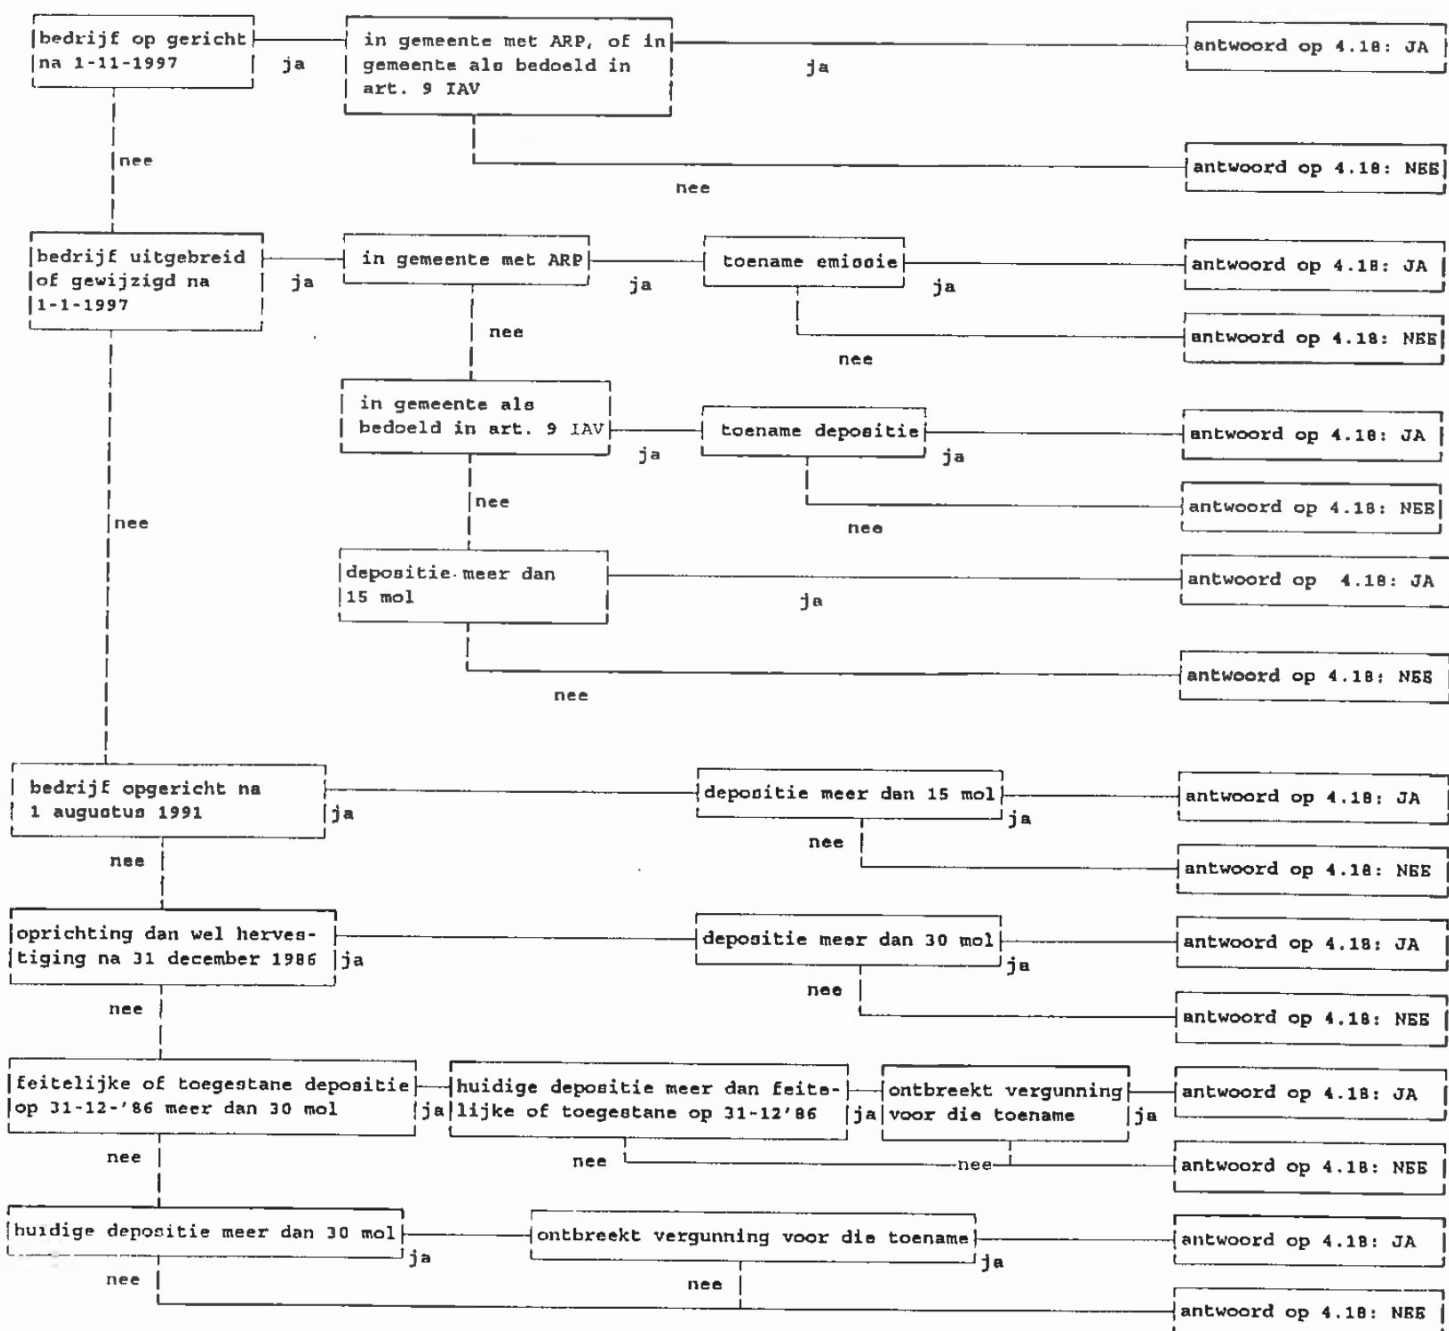 bedrijf op gericht
na 1-11-1997
ja
in gemeente met ARP, of in
gemeente als bedoeld in
art. 9 IAV
ja
antwoord op 4.18: JA
nee
nee
antwoord op 4.18: NEE
bedrijf uitgebreid
of gewijzigd na
1-1-1997
ja
in gemeente met ARP
ja
toename emissie
ja
antwoord op 4.18: JA
nee
nee
antwoord op 4.18: NEE
in gemeente als
bedoeld in art. 9 IAV
ja
toename depositie
ja
antwoord op 4.18: JA
nee
nee
nee
antwoord op 4.18: NEE
depositie meer dan
15 mol
ja
antwoord op 4.18: JA
nee
antwoord op 4.18: NEE
bedrijf opgericht na
1 augustus 1991
ja
depositie meer dan 15 mol
ja
antwoord op 4.18: JA
nee
nee
antwoord op 4.18: NEE
oprichting dan wel herves-
tiging na 31 december 1986
ja
depositie meer dan 30 mol
ja
antwoord op 4.18: JA
nee
nee
antwoord op 4.18: NEE
feitelijke of toegestane depositie
op 31-12-'86 meer dan 30 mol
ja
huidige depositie meer dan feite-
lijke of toegestane op 31-12'86
ja
ontbreekt vergunning
voor die toename
ja
antwoord op 4.18: JA
nee
nee
nee
antwoord op 4.18: NEE
huidige depositie meer dan 30 mol
ja
ontbreekt vergunning voor die toename
ja
antwoord op 4.18: JA
nee
nee
antwoord op 4.18: NEE